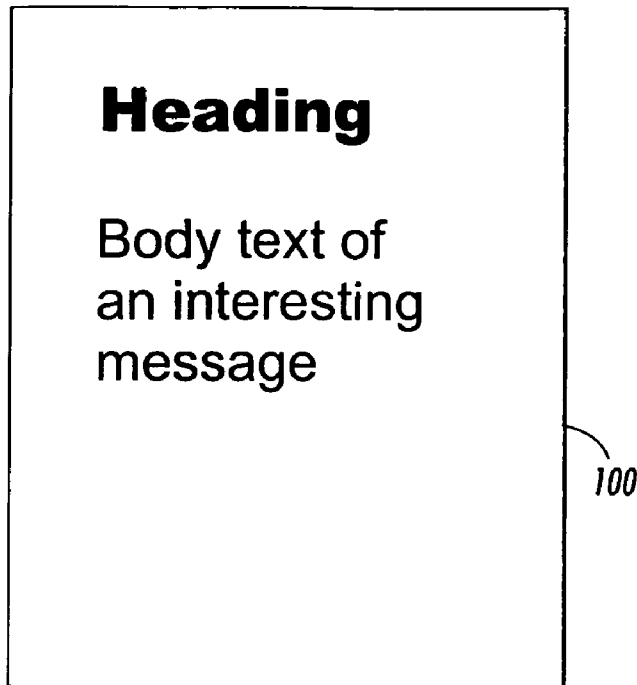 Heading
Body text of
an interesting
message
100